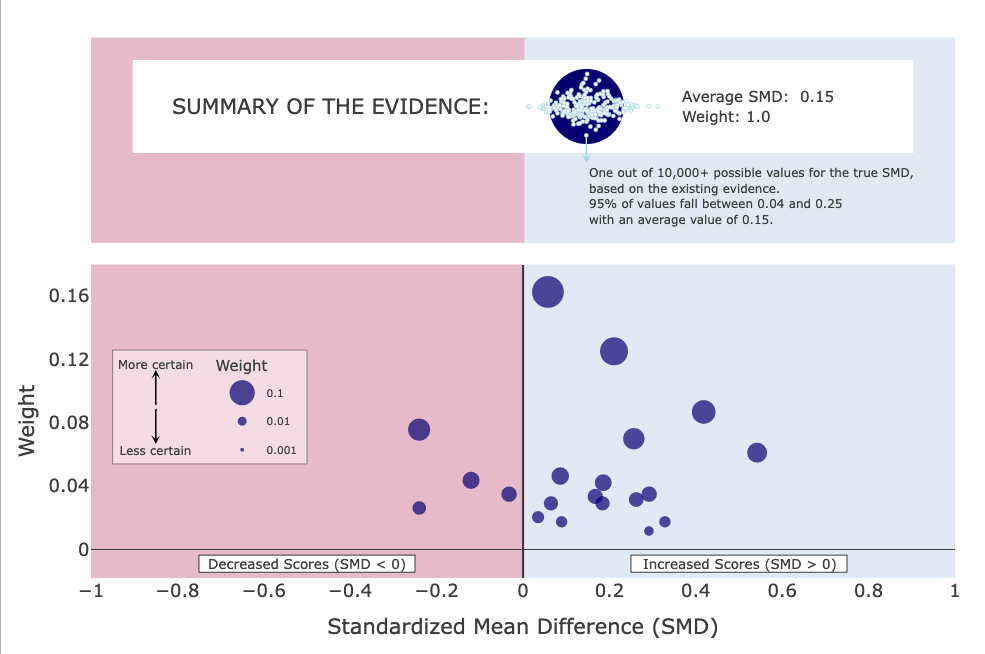 SUMMARY OF THE EVIDENCE:
Average SMD:  0.15
Weight: 1.0
One out of 10,000+ possible values for the true SMD,
based on the existing evidence.
95% of values fall between 0.04 and 0.25
with an average value of 0.15.
Weight
0.16
0.12
0.08
0.04
0
More certain
Less certain
Weight
0.1
0.01
0.001
Decreased Scores (SMD < 0)
Increased Scores (SMD > 0)
−1
−0.8
−0.6
−0.4
−0.2
0
0.2
0.4
0.6
0.8
1
Standardized Mean Difference (SMD)